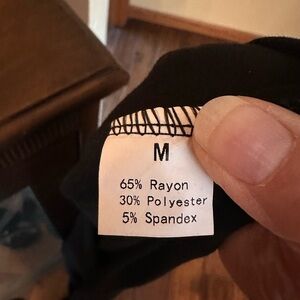 M
65% Rayon
30% Polyester
5% Spandex